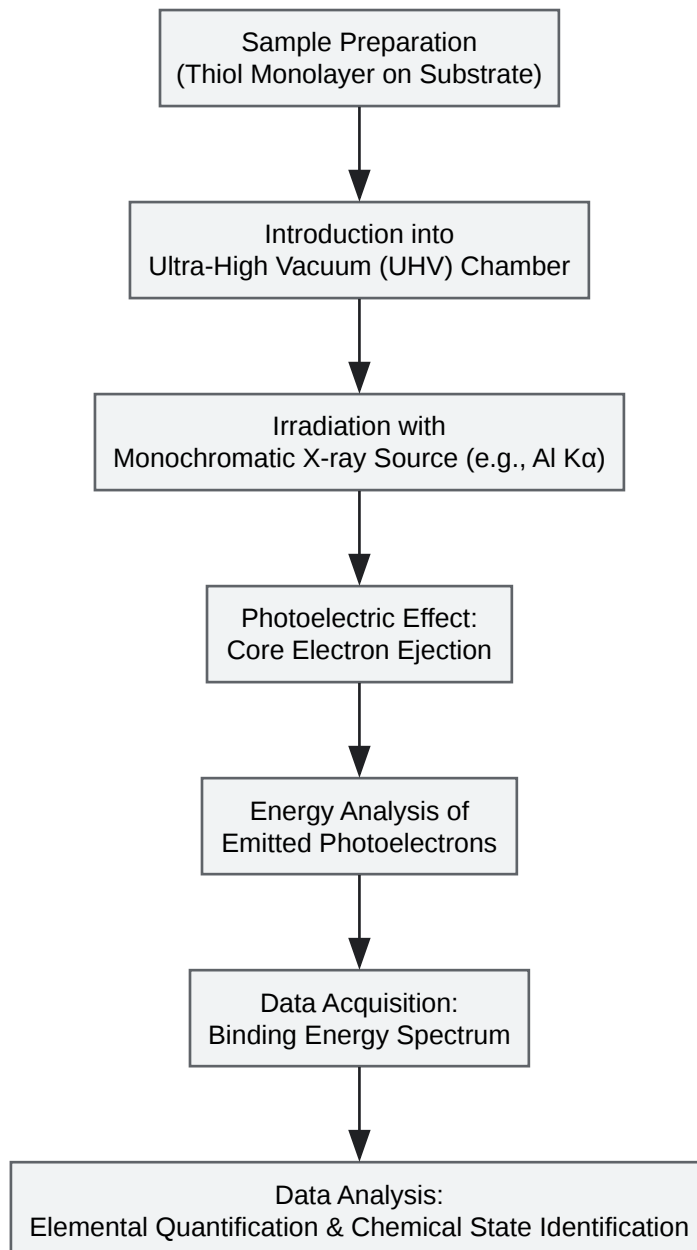 Sample Preparation
(Thiol Monolayer on Substrate)
Introduction into
Ultra-High Vacuum (UHV) Chamber
Irradiation with
Monochromatic X-ray Source (e.g., Al Kα)
Photoelectric Effect:
Core Electron Ejection
Energy Analysis of
Emitted Photoelectrons
Data Acquisition:
Binding Energy Spectrum
Data Analysis:
Elemental Quantification & Chemical State Identification